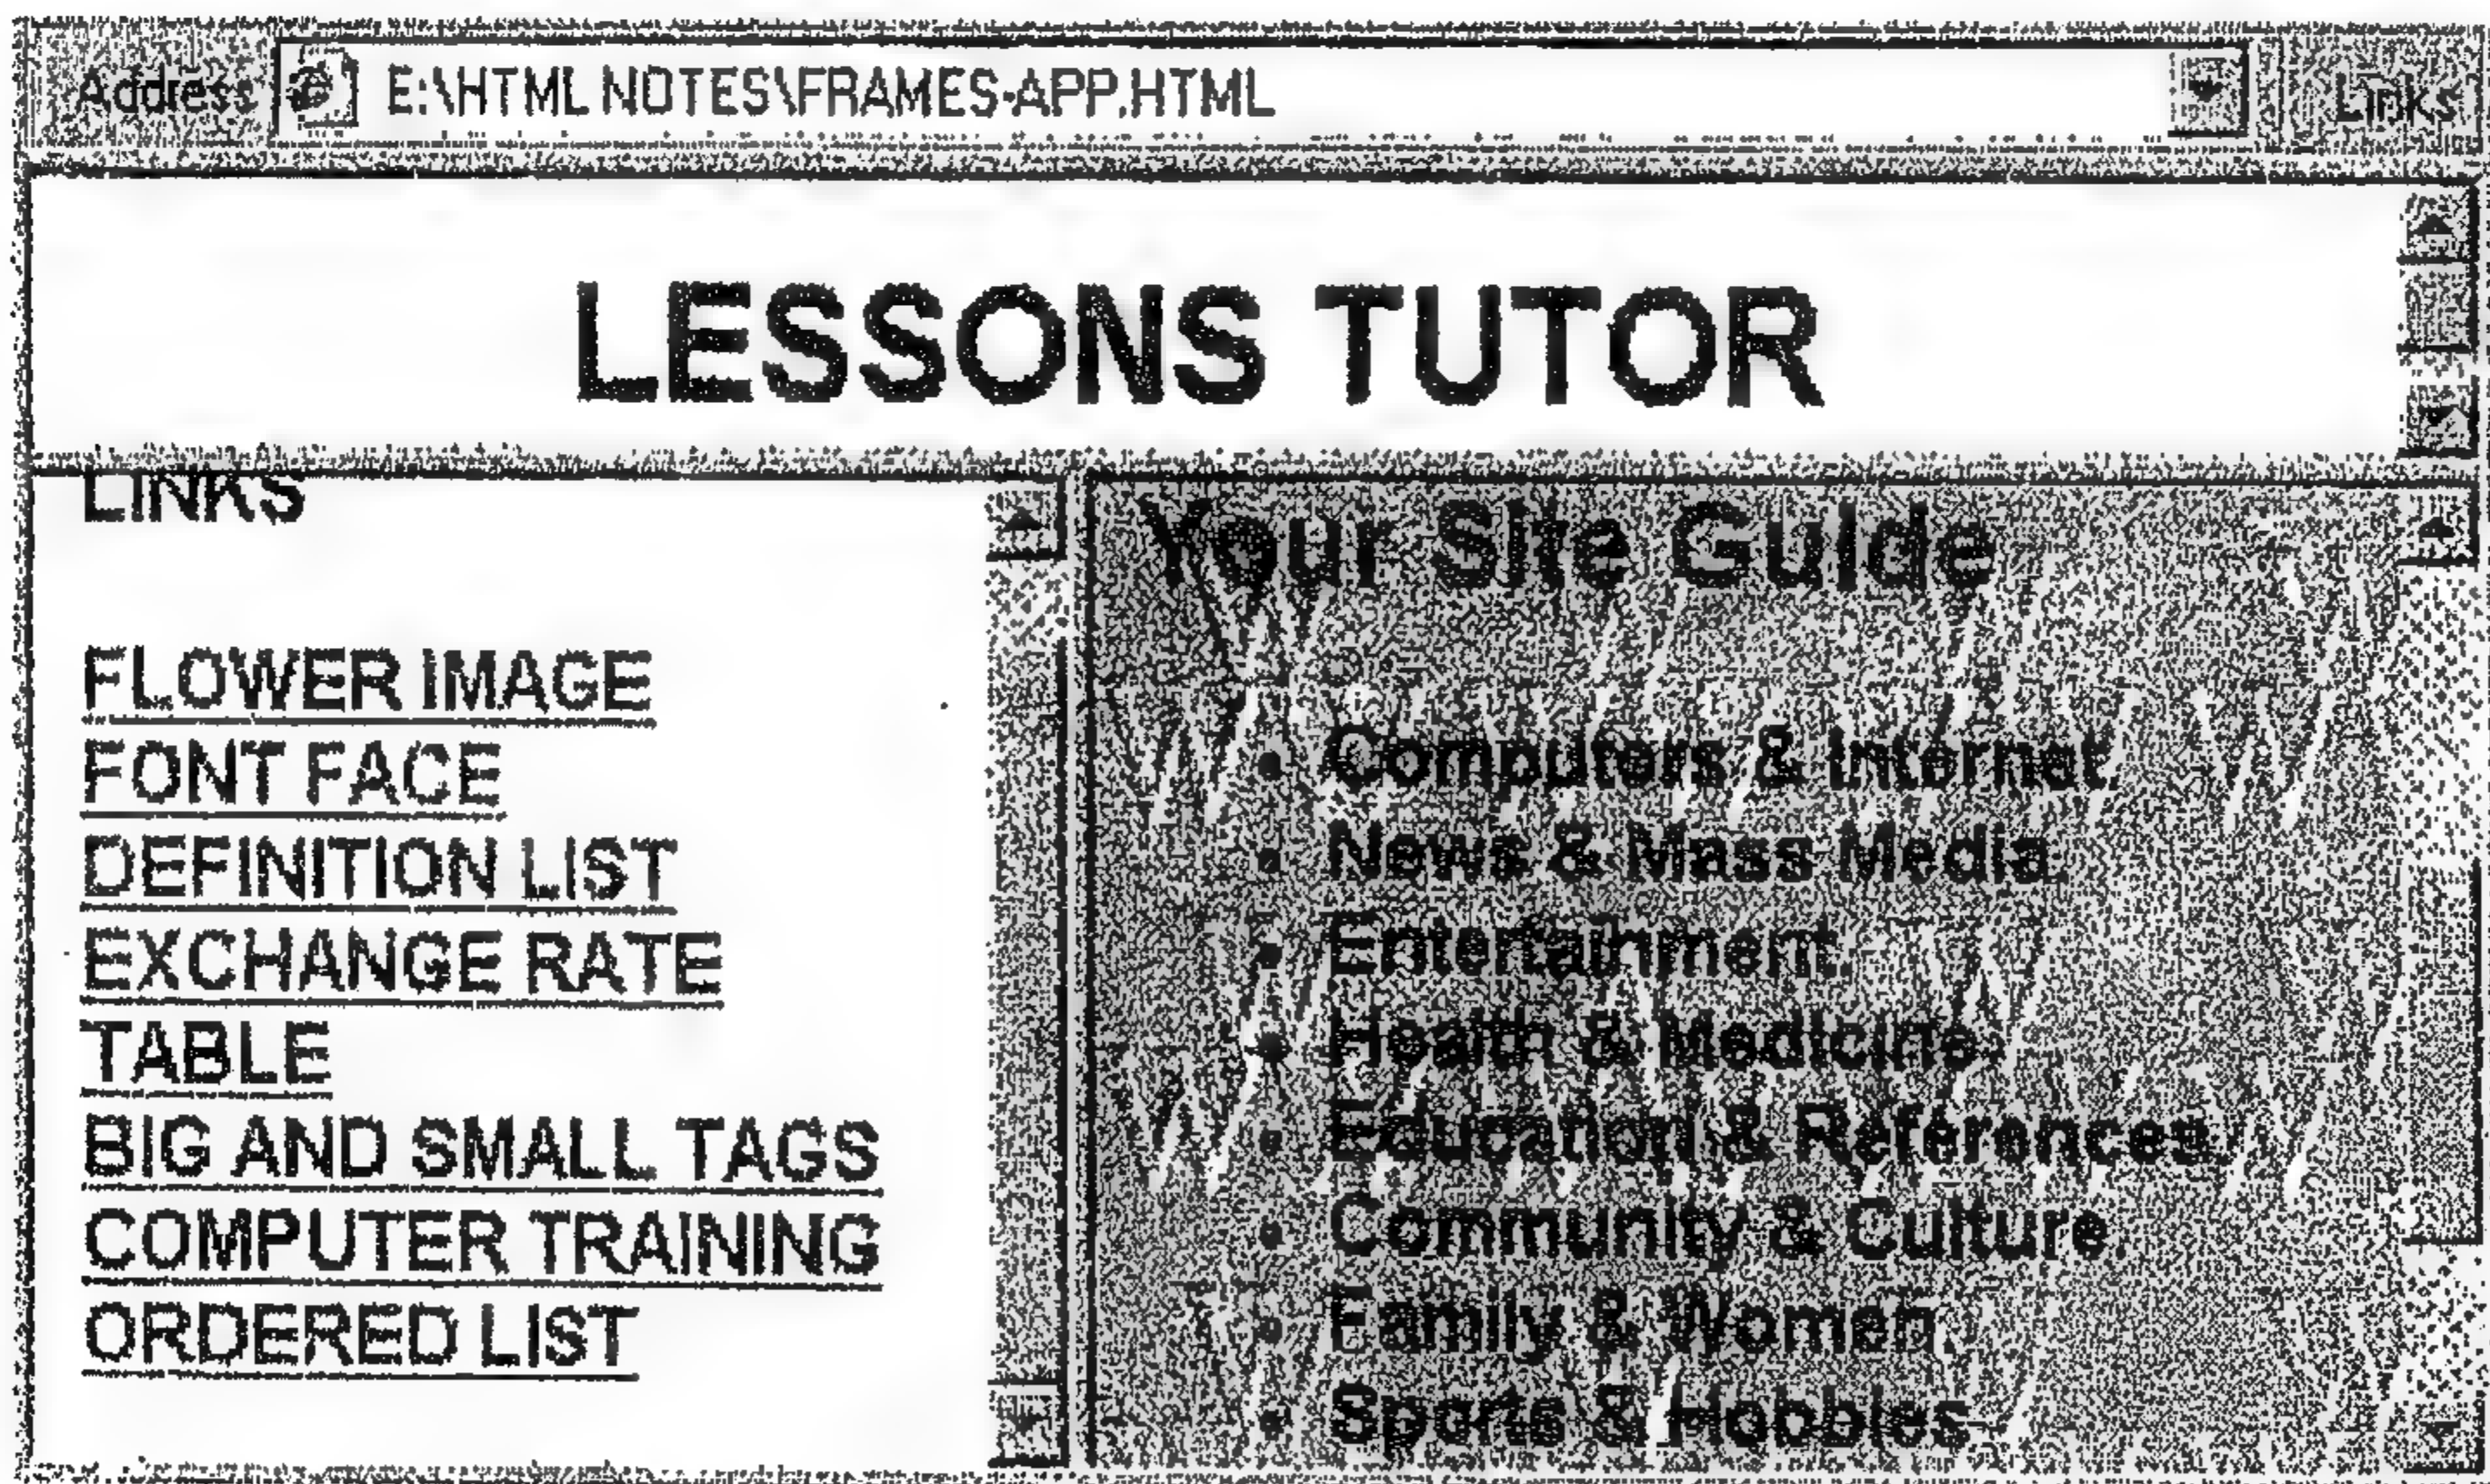 Address E:\HTML NOTES\FRAMES-APP.HTML Links
LESSONS TUTOR
LINKS
FLOWER IMAGE
FONT FACE
DEFINITION LIST
EXCHANGE RATE
TABLE
BIG AND SMALL TAGS
COMPUTER TRAINING
ORDERED LIST
Your Site Guide
• Computers & Internet.
• News & Mass Media.
• Entertainment.
• Health & Medicine.
• Education & References.
• Community & Culture.
• Family & Women.
• Sports & Hobbies